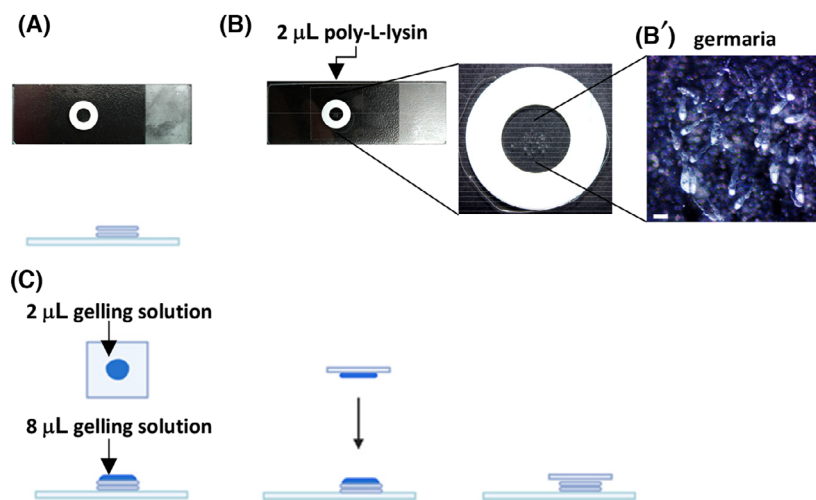 (A)
(B)
2 μL poly-L-lysin
(B′)
germaria
(C)
2 μL gelling solution
8 μL gelling solution